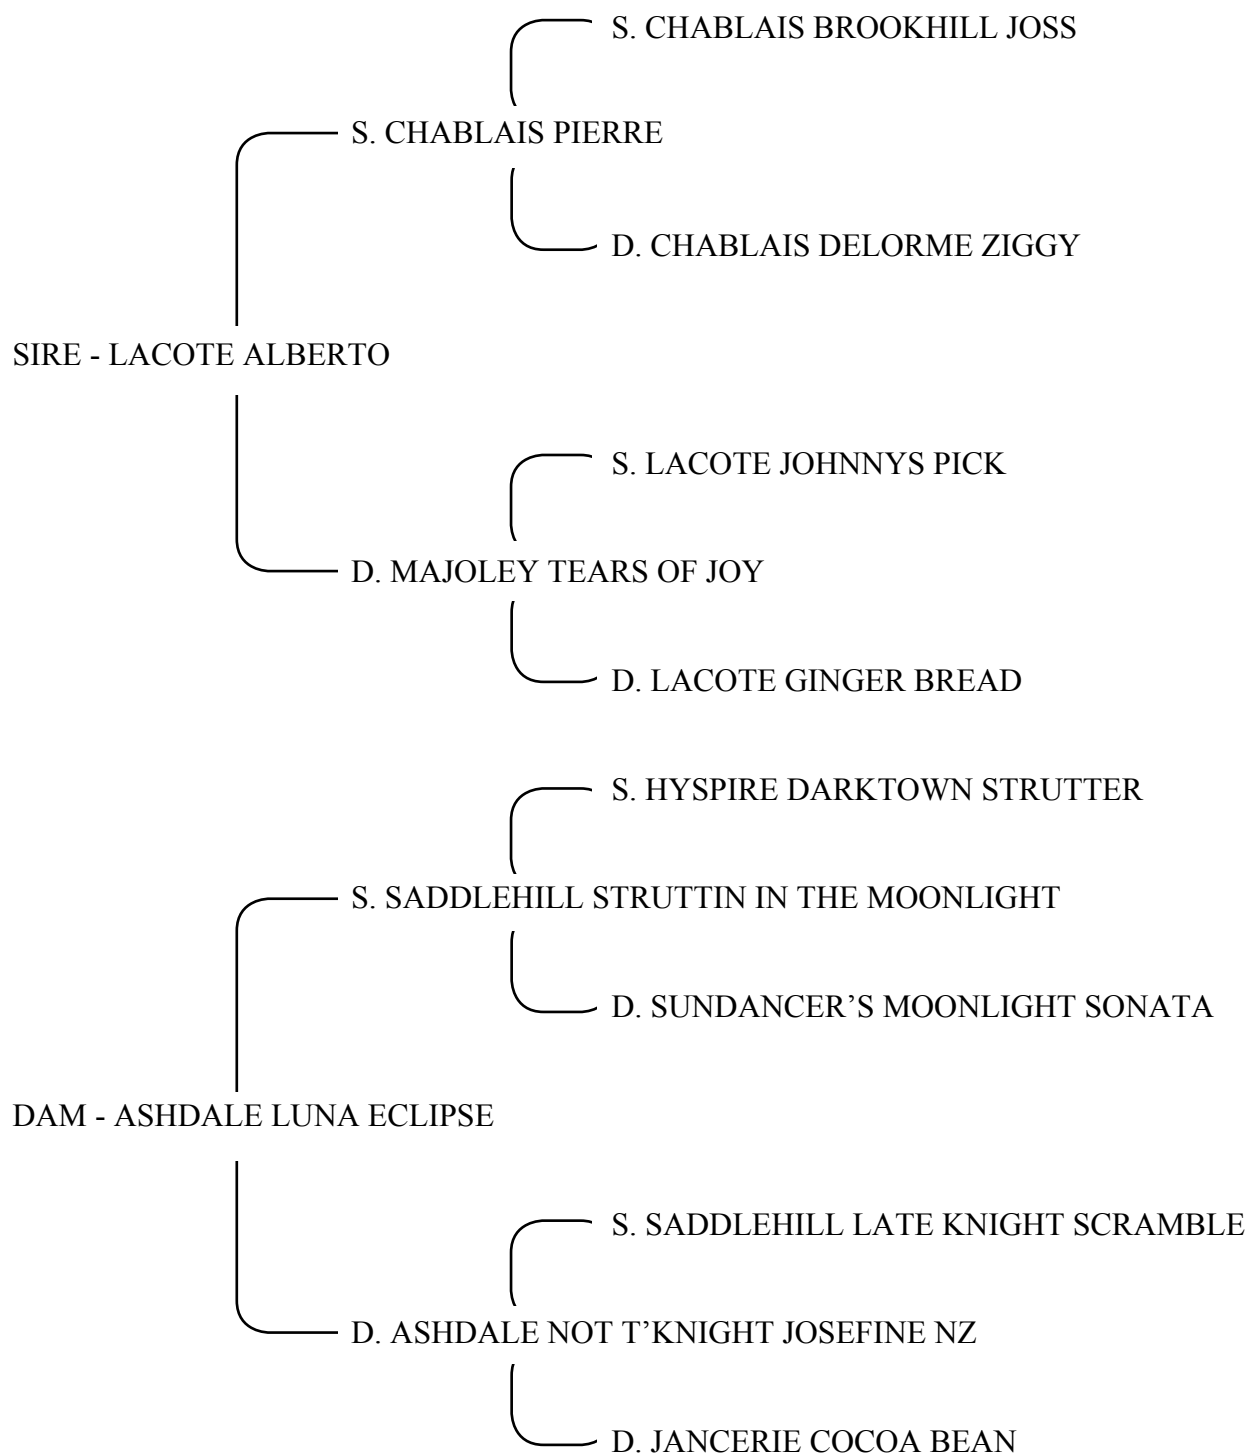 S. CHABLAIS BROOKHILL JOSS
S. CHABLAIS PIERRE
D. CHABLAIS DELORME ZIGGY
SIRE - LACOTE ALBERTO
S. LACOTE JOHNNYS PICK
D. MAJOLEY TEARS OF JOY
D. LACOTE GINGER BREAD
S. HYSPIRE DARKTOWN STRUTTER
S. SADDLEHILL STRUTTIN IN THE MOONLIGHT
D. SUNDANCER’S MOONLIGHT SONATA
DAM - ASHDALE LUNA ECLIPSE
S. SADDLEHILL LATE KNIGHT SCRAMBLE
D. ASHDALE NOT T’KNIGHT JOSEFINE NZ
D. JANCERIE COCOA BEAN